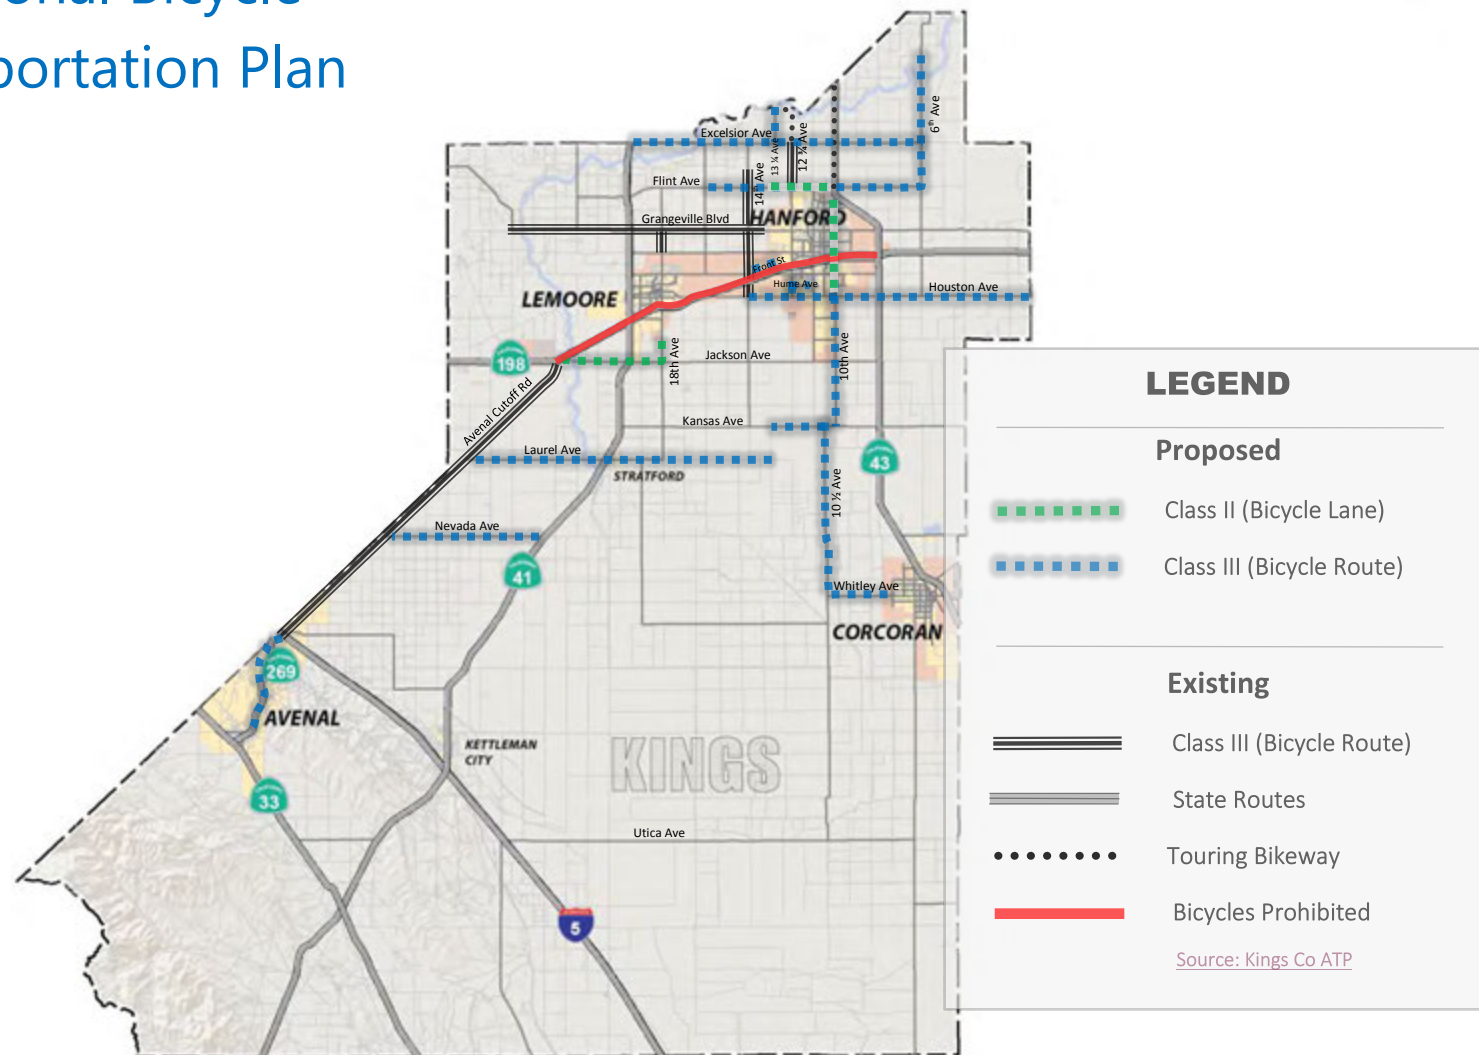 onal Bicycle
portation Plan
Excelsior Ave
13 ¼ Ave
12 ¾ Ave
6th Ave
Flint Ave
14th Ave
Grangeville Blvd
HANFORD
Front St
Hume Ave
Houston Ave
LEMOORE
198
18th Ave
Jackson Ave
10th Ave
Avenal Cutoff Rd
Kansas Ave
Laurel Ave
STRATFORD
43
10 ½ Ave
Nevada Ave
41
Whitley Ave
CORCORAN
269
AVENAL
KETTLEMAN
CITY
KINGS
33
Utica Ave
5
LEGEND
Proposed
Class II (Bicycle Lane)
Class III (Bicycle Route)
Existing
Class III (Bicycle Route)
State Routes
Touring Bikeway
Bicycles Prohibited
Source: Kings Co ATP